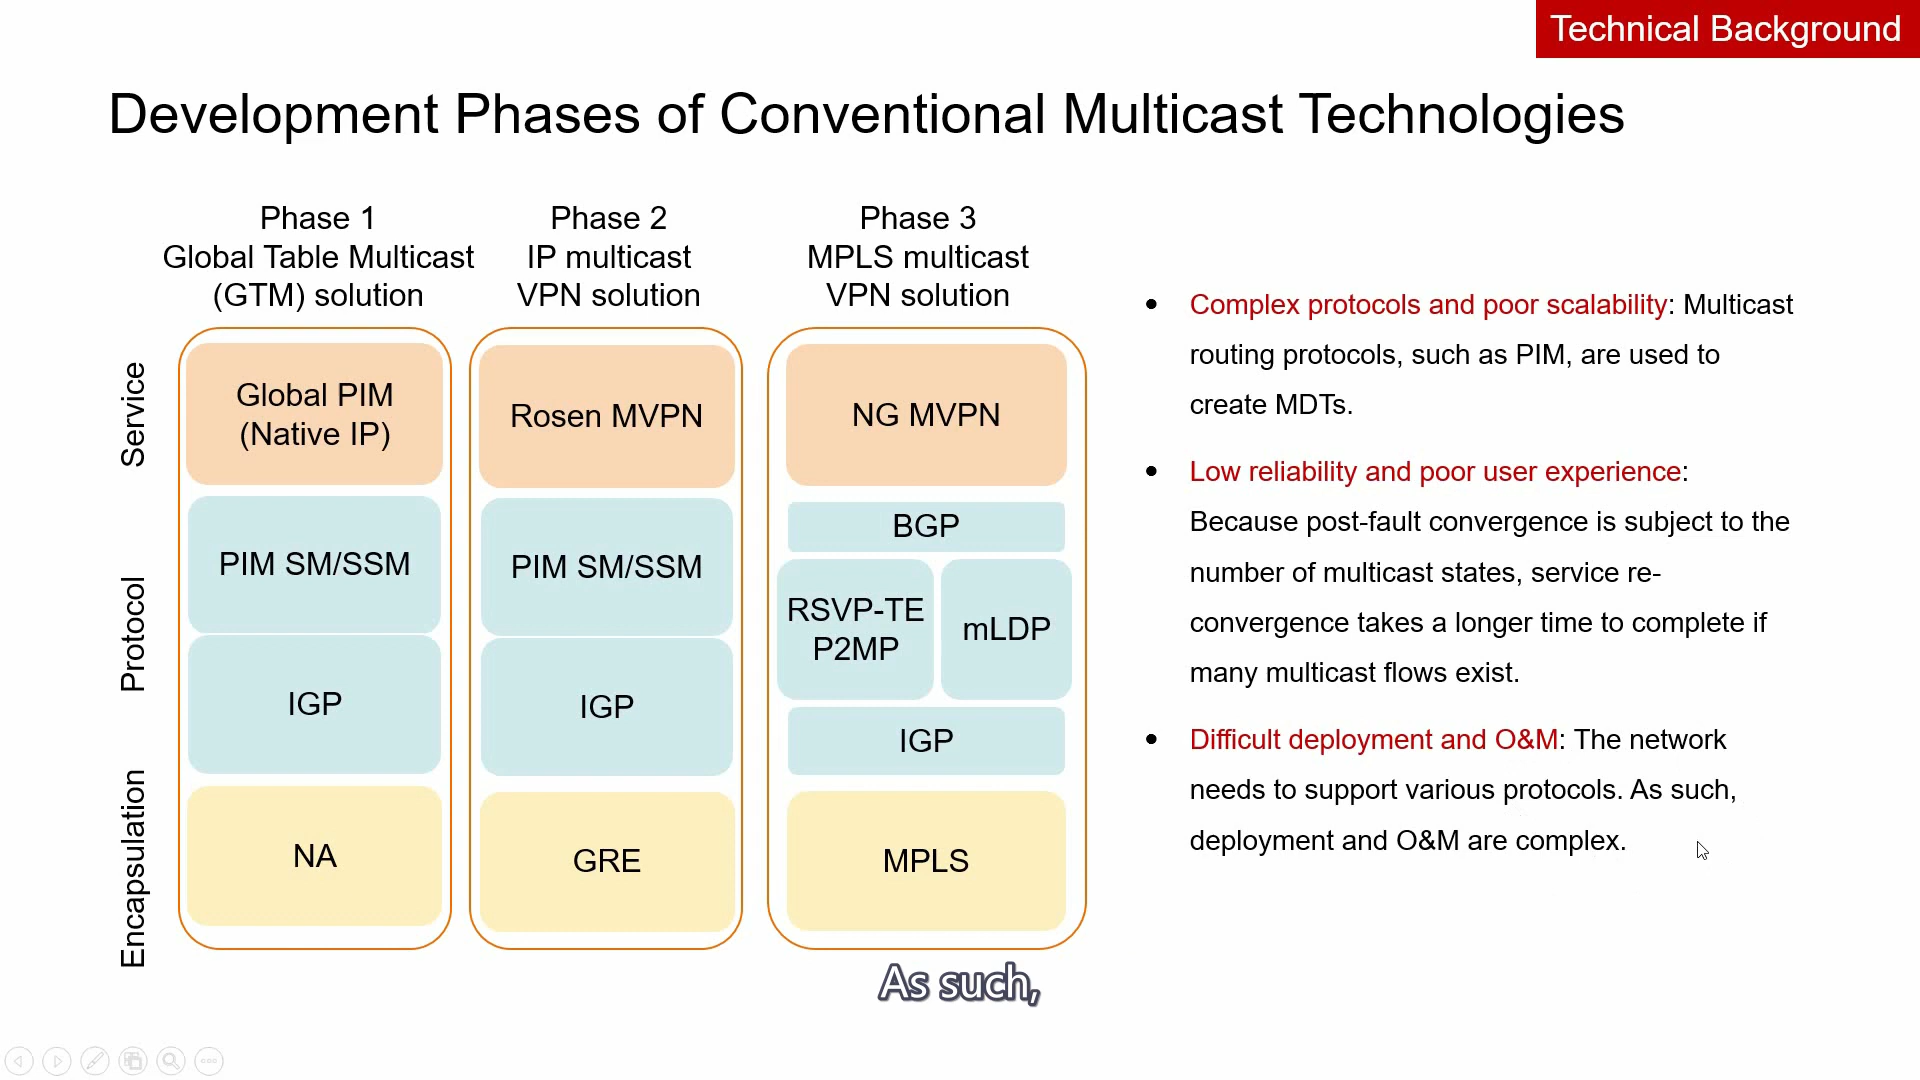 Technical Background
Development Phases of Conventional Multicast Technologies
Phase 1
Global Table Multicast
(GTM) solution
Phase 2
IP multicast
VPN solution
Phase 3
MPLS multicast
VPN solution
Service
Global PIM
(Native IP)
Rosen MVPN
NG MVPN
Protocol
PIM SM/SSM
IGP
PIM SM/SSM
IGP
BGP
RSVP-TE
P2MP
mLDP
IGP
Encapsulation
NA
GRE
MPLS
• Complex protocols and poor scalability: Multicast
routing protocols, such as PIM, are used to
create MDTs.
• Low reliability and poor user experience:
Because post-fault convergence is subject to the
number of multicast states, service re-
convergence takes a longer time to complete if
many multicast flows exist.
• Difficult deployment and O&M: The network
needs to support various protocols. As such,
deployment and O&M are complex.
As such,